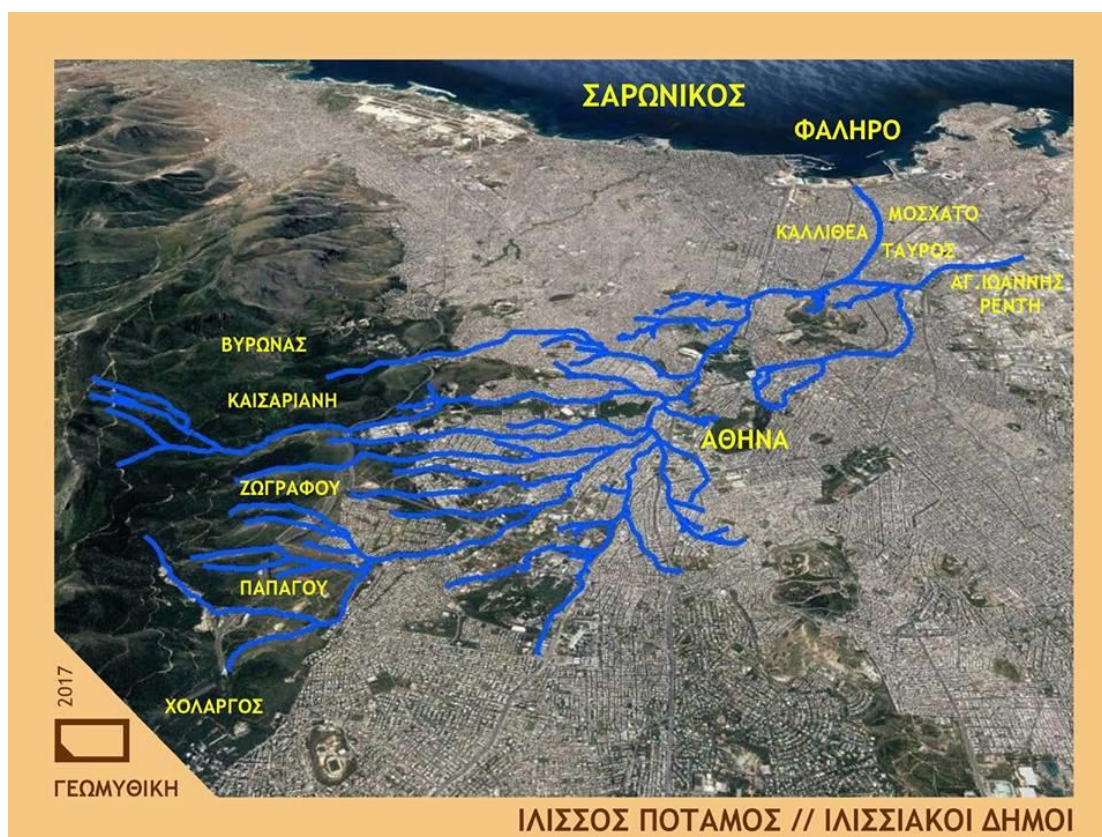 ΣΑΡΩΝΙΚΟΣ
ΦΑΛΗΡΟ
ΜΟΣΧΑΤΟ
ΚΑΛΛΙΘΕΑ
ΤΑΥΡΟΣ
ΑΓ.ΙΩΑΝΝΗΣ
ΡΕΝΤΗ
ΒΥΡΩΝΑΣ
ΚΑΙΣΑΡΙΑΝΗ
ΑΘΗΝΑ
ΖΩΓΡΑΦΟΥ
ΠΑΠΑΓΟΥ
ΧΟΛΑΡΓΟΣ
2017
ΓΕΩΜΥΘΙΚΗ
ΙΛΙΣΣΟΣ ΠΟΤΑΜΟΣ // ΙΛΙΣΣΙΑΚΟΙ ΔΗΜΟΙ